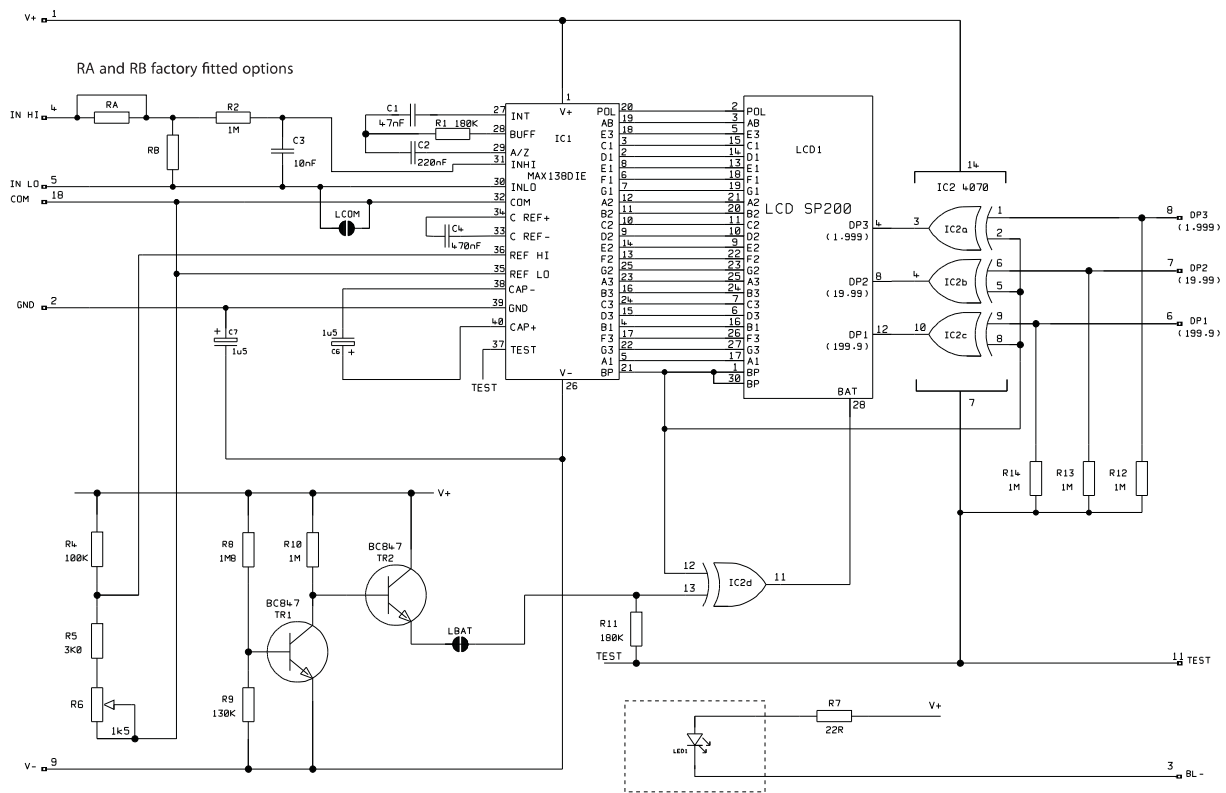 V+ 1
RA and RB factory fitted options
IN HI 4
RA
RB
R2
1M
C3
10nF
IN LO 5
COM 18
LCOM
C1
47nF
R1 180K
C2
220nF
C4
470nF
GND 2
C7
+
1u5
1u5
C6 +
1
V+
IC1
MAX138DIE
27 INT
28 BUFF
29 A/Z
31 INHI
30 INLO
32 COM
34 C REF+
33 C REF-
36 REF HI
35 REF LO
38 CAP-
39 GND
40 CAP+
37 TEST
TEST
V-
26
POL 20 2 POL
AB 19 3 AB
E3 18 5 E3
C1 3 15 C1
D1 2 14 D1
E1 8 13 E1
F1 6 18 F1
G1 7 19 G1
A2 12 21 A2
B2 11 20 B2
C2 10 11 C2
D2 9 10 D2
E2 14 9 E2
F2 13 22 F2
G2 25 23 G2
A3 23 25 A3
B3 16 24 B3
C3 24 7 C3
D3 15 6 D3
B1 4 16 B1
F3 17 26 F3
G3 22 27 G3
A1 5 17 A1
BP 21 1 BP
30 BP
LCD1
LCD SP200
DP3 4
(1.999)
DP2 8
(19.99)
DP1 12
(199.9)
BAT
28
14
IC2 4070
3 IC2a 1
2
4 IC2b 6
5
10 IC2c 9
8
7
8 DP3
(1.999)
7 DP2
(19.99)
6 DP1
(199.9)
R14
1M
R13
1M
R12
1M
V+
R4
100K
R5
3K0
R6
1k5
R8
1M8
R9
130K
R10
1M
BC847
TR1
BC847
TR2
LBAT
12
13
IC2d
11
R11
180K
TEST
11 TEST
V- 9
LED1
R7
22R
V+
3 BL-